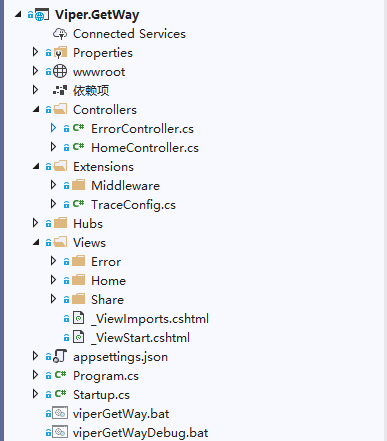 Viper.GetWay
Connected Services
Properties
wwwroot
依赖项
Controllers
C# ErrorController.cs
C# HomeController.cs
Extensions
Middleware
C# TraceConfig.cs
Hubs
Views
Error
Home
Share
_ViewImports.cshtml
_ViewStart.cshtml
appsettings.json
C# Program.cs
C# Startup.cs
viperGetWay.bat
viperGetWayDebug.bat